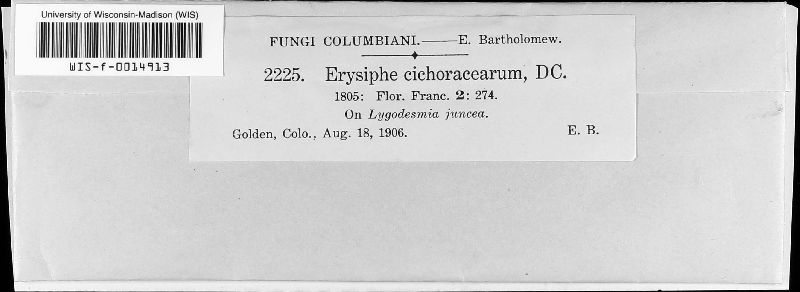 University of Wisconsin-Madison (WIS)
WIS-f-0014913
FUNGI COLUMBIANI.——E. Bartholomew.
2225. Erysiphe cichoracearum, DC.
1805: Flor. Franc. 2: 274.
On Lygodesmia juncea.
Golden, Colo., Aug. 18, 1906. E. B.